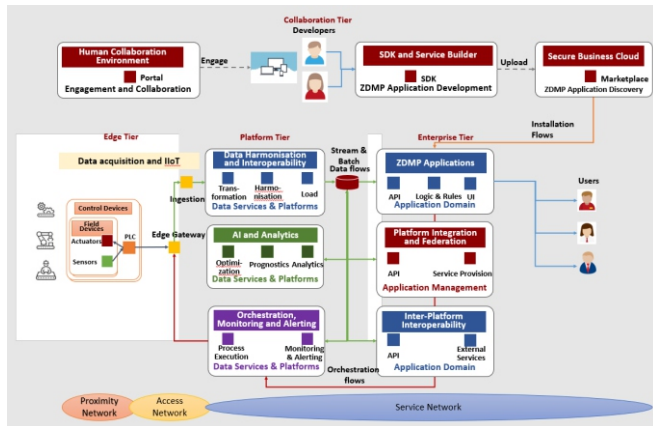 Collaboration Tier
Developers
Human Collaboration
Environment
Portal
Engagement and Collaboration
Engage
SDK and Service Builder
SDK
ZDMP Application Development
Upload
Secure Business Cloud
Marketplace
ZDMP Application Discovery
Installation
Flows
Edge Tier
Platform Tier
Stream &
Batch
Data flows
Enterprise Tier
Data acquisition and IIoT
Ingestion
Data Harmonisation
and Interoperability
Trans-
formation
Harmo-
nisation
Load
Data Services & Platforms
ZDMP Applications
API
Logic & Rules
UI
Application Domain
Users
Control Devices
Field
Devices
Actuators
PLC
Sensors
Edge Gateway
AI and Analytics
Optimi-
zation
Prognostics
Analytics
Data Services & Platforms
Platform Integration
and Federation
API
Service Provision
Application Management
Orchestration,
Monitoring and Alerting
Process
Execution
Monitoring
& Alerting
Data Services & Platforms
Inter-Platform
Interoperability
API
External
Services
Application Domain
Orchestration
flows
Proximity
Network
Access
Network
Service Network